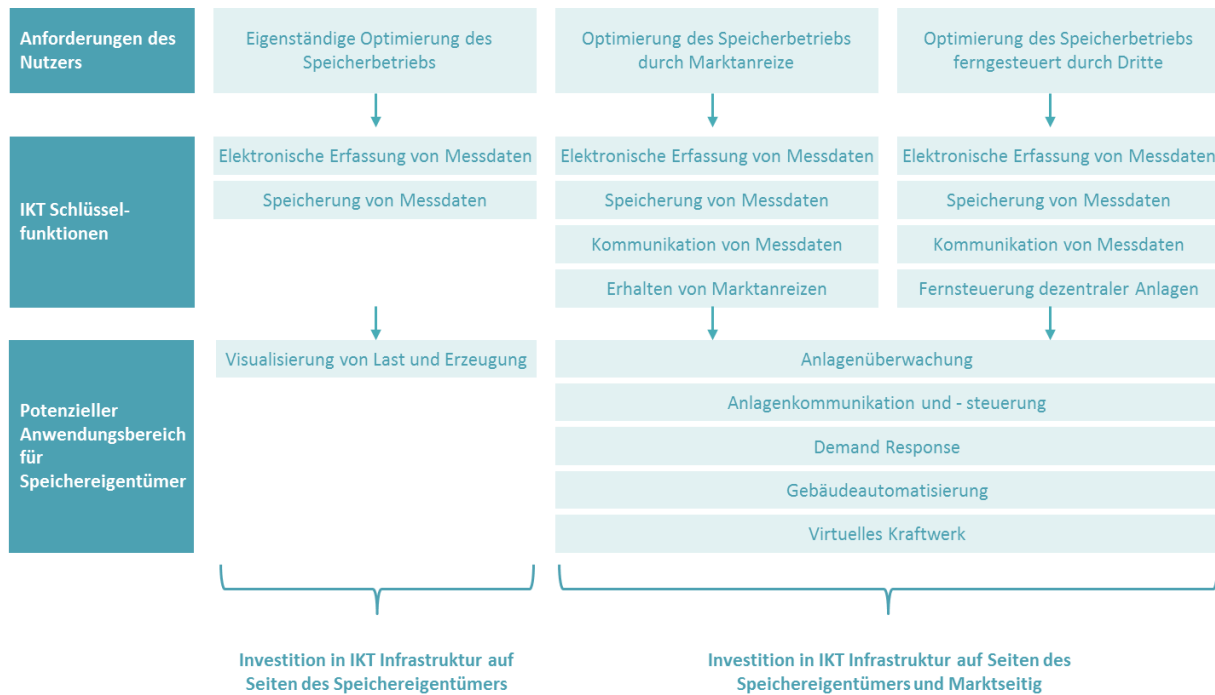 Anforderungen des
Nutzers
Eigenständige Optimierung des
Speicherbetriebs
Optimierung des Speicherbetriebs
durch Marktanreize
Optimierung des Speicherbetriebs
ferngesteuert durch Dritte
IKT Schlüssel-
funktionen
Elektronische Erfassung von Messdaten
Speicherung von Messdaten
Elektronische Erfassung von Messdaten
Speicherung von Messdaten
Kommunikation von Messdaten
Erhalten von Marktanreizen
Elektronische Erfassung von Messdaten
Speicherung von Messdaten
Kommunikation von Messdaten
Fernsteuerung dezentraler Anlagen
Potenzieller
Anwendungsbereich
für
Speichereigentümer
Visualisierung von Last und Erzeugung
Anlagenüberwachung
Anlagenkommunikation und - steuerung
Demand Response
Gebäudeautomatisierung
Virtuelles Kraftwerk
Investition in IKT Infrastruktur auf
Seiten des Speichereigentümers
Investition in IKT Infrastruktur auf Seiten des
Speichereigentümers und Marktseitig